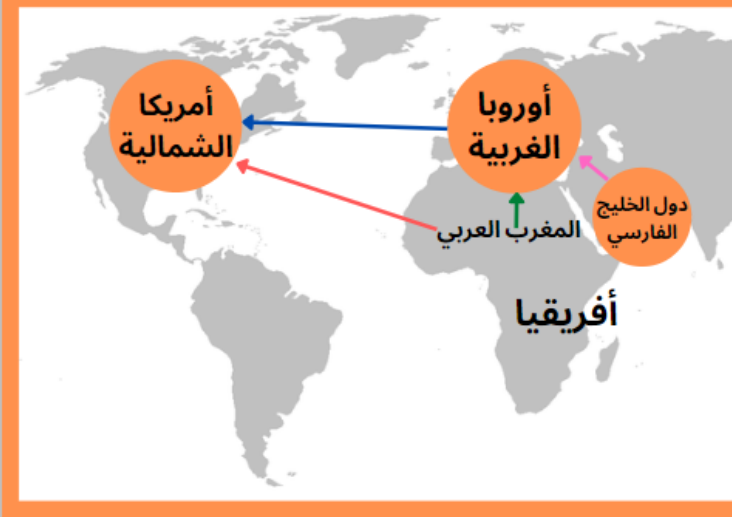 أمريكا
الشمالية
أوروبا
الغربية
دول الخليج
الفارسي
المغرب العربي
أفريقيا